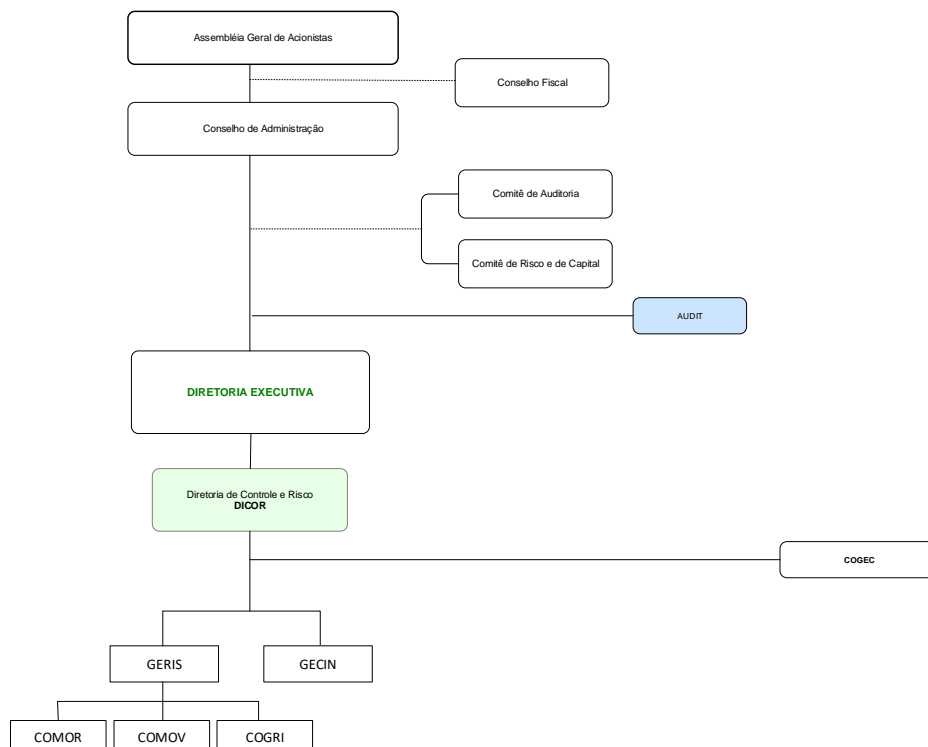 Assembléia Geral de Acionistas
Conselho Fiscal
Conselho de Administração
Comitê de Auditoria
Comitê de Risco e de Capital
AUDIT
DIRETORIA EXECUTIVA
Diretoria de Controle e Risco
DICOR
COGEC
GERIS
GECIN
COMOR
COMOV
COGRI